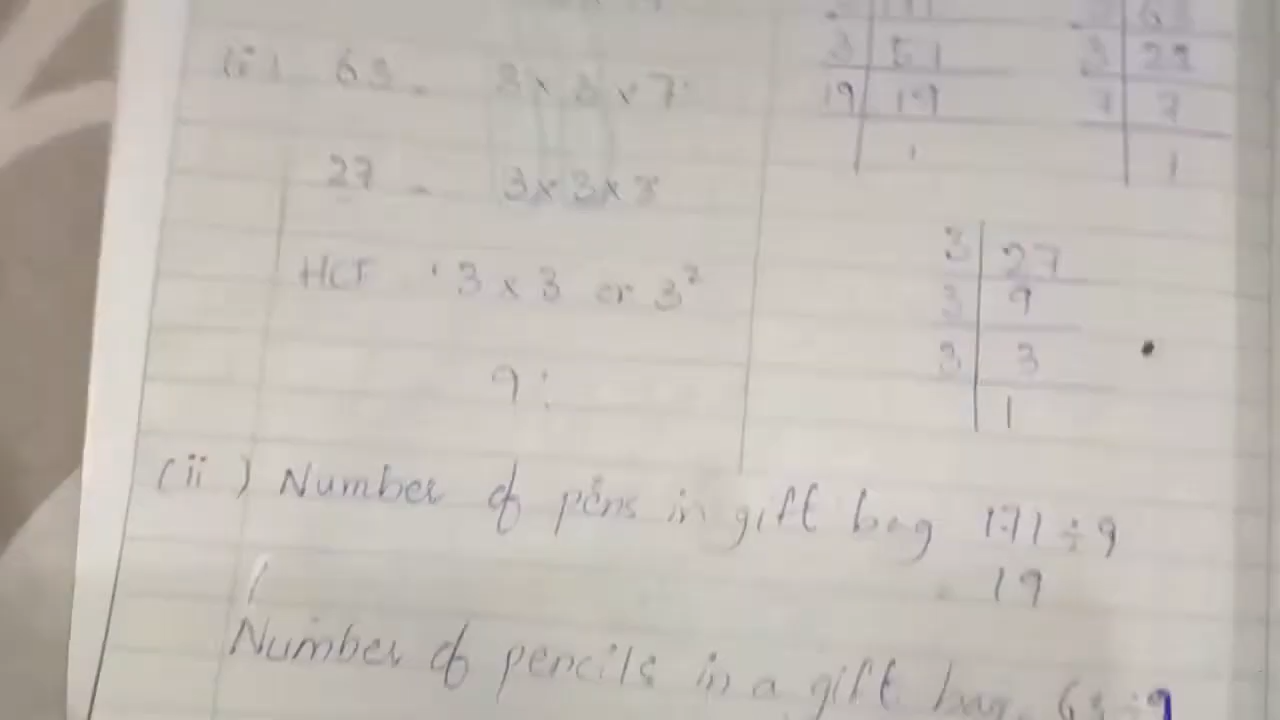 (ii) 63 = 3 x 3 x 7
27 = 3 x 3 x 3
HCF : 3 x 3 or 3²
9
3 | 51
19 | 19
1
63
3 | 21
7 | 7
1
3 | 27
3 | 9
3 | 3
1
(ii) Number of pens in gift bag 171 ÷ 9
= 19
Number of pencils in a gift bag 63 ÷ 9